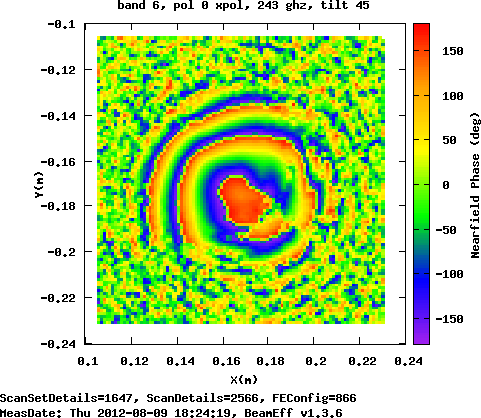 band 6, pol 0 xpol, 243 ghz, tilt 45
-0.1
-0.12
-0.14
-0.16
-0.18
-0.2
-0.22
-0.24
Y(m)
0.1 0.12 0.14 0.16 0.18 0.2 0.22 0.24
X(m)
150
100
50
0
-50
-100
-150
Nearfield Phase (deg)
ScanSetDetails=1647, ScanDetails=2566, FEConfig=866
MeasDate: Thu 2012-08-09 18:24:19, BeamEff v1.3.6